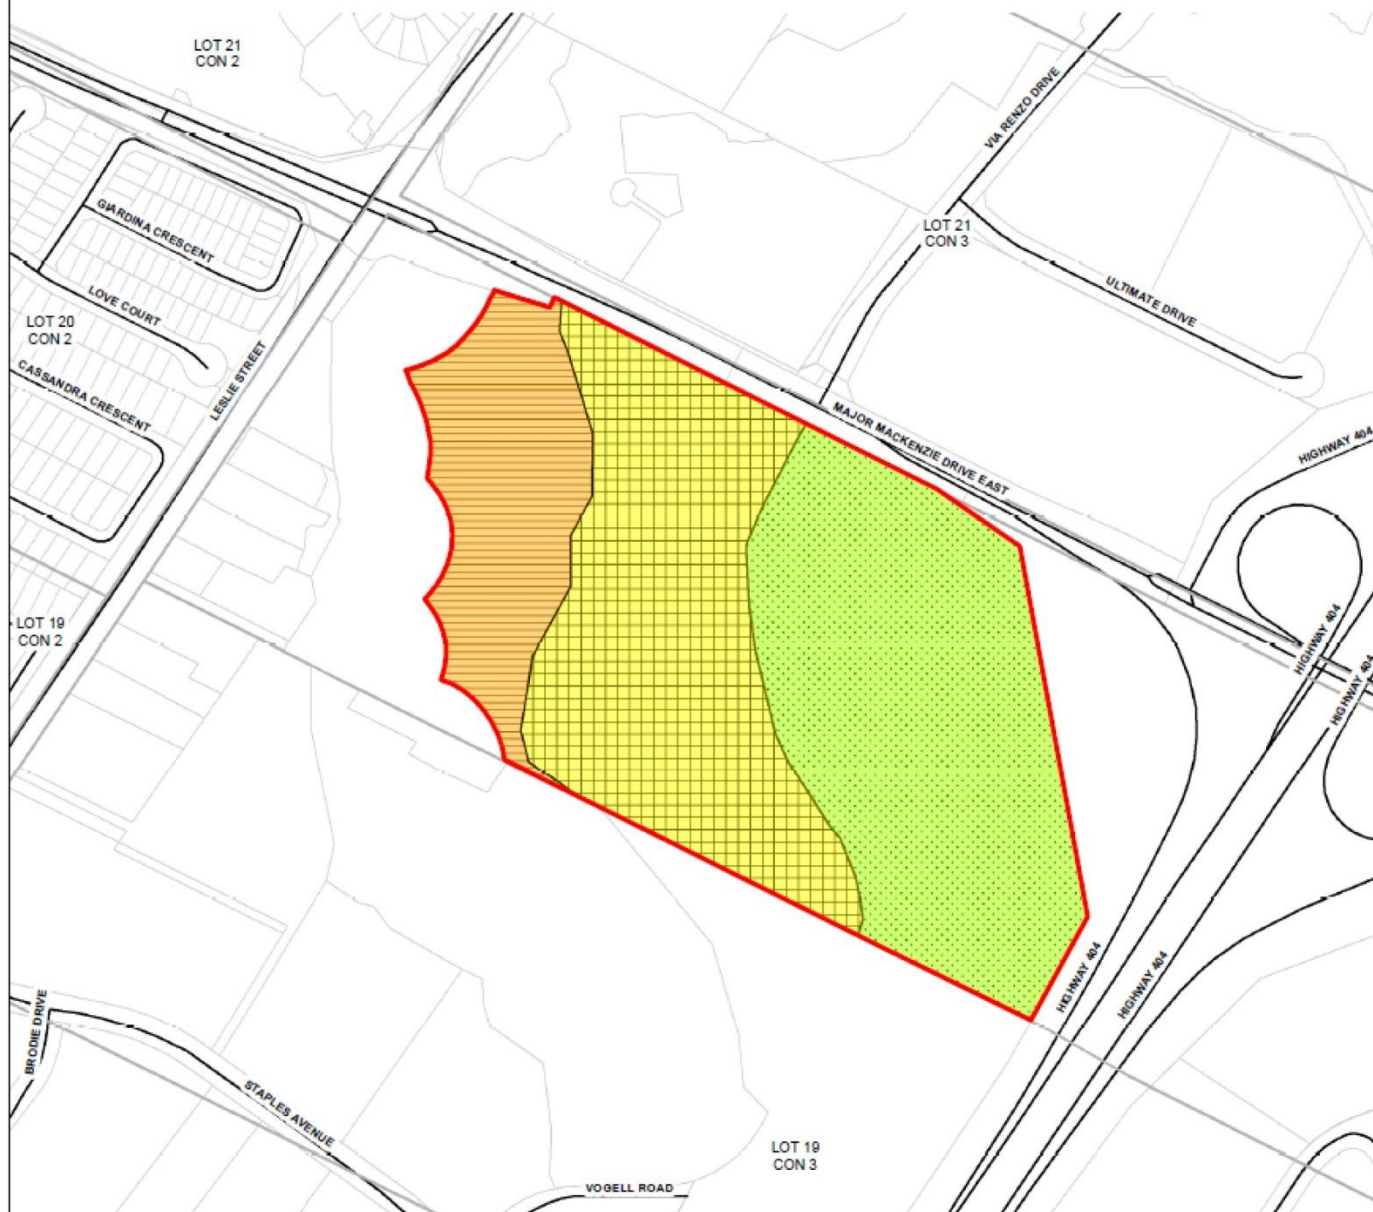 LOT 21
CON 2
VIA RENZO DRIVE
GIARDINA CRESCENT
LOT 21
CON 3
LOVE COURT
ULTIMATE DRIVE
LOT 20
CON 2
CASSANDRA CRESCENT
LESLIE STREET
MAJOR MACKENZIE DRIVE EAST
HIGHWAY 404
LOT 19
CON 2
HIGHWAY 404
HIGHWAY 404
HIGHWAY 404
HIGHWAY 404
BRODIE DRIVE
STAPLES AVENUE
LOT 19
CON 3
VOGELL ROAD